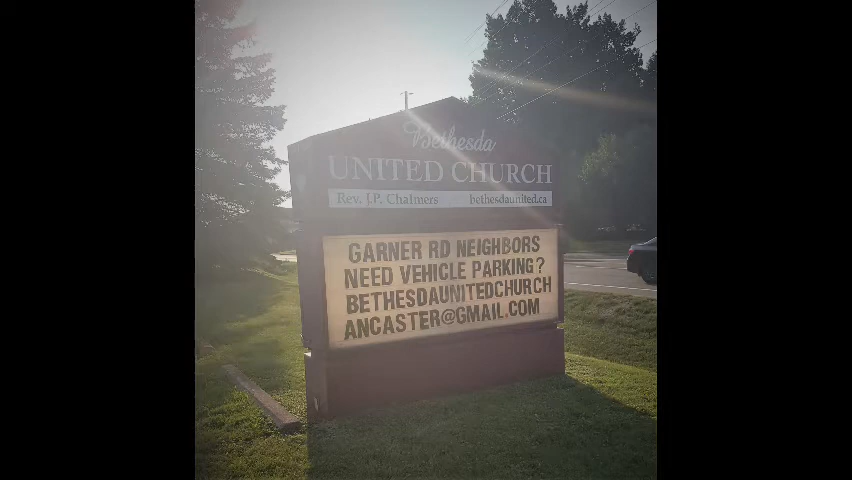 Bethesda
UNITED CHURCH
Rev. J.P. Chalmers bethesdaunited.ca
GARNER RD NEIGHBORS
NEED VEHICLE PARKING?
BETHESDAUNITEDCHURCH
ANCASTER@GMAIL.COM